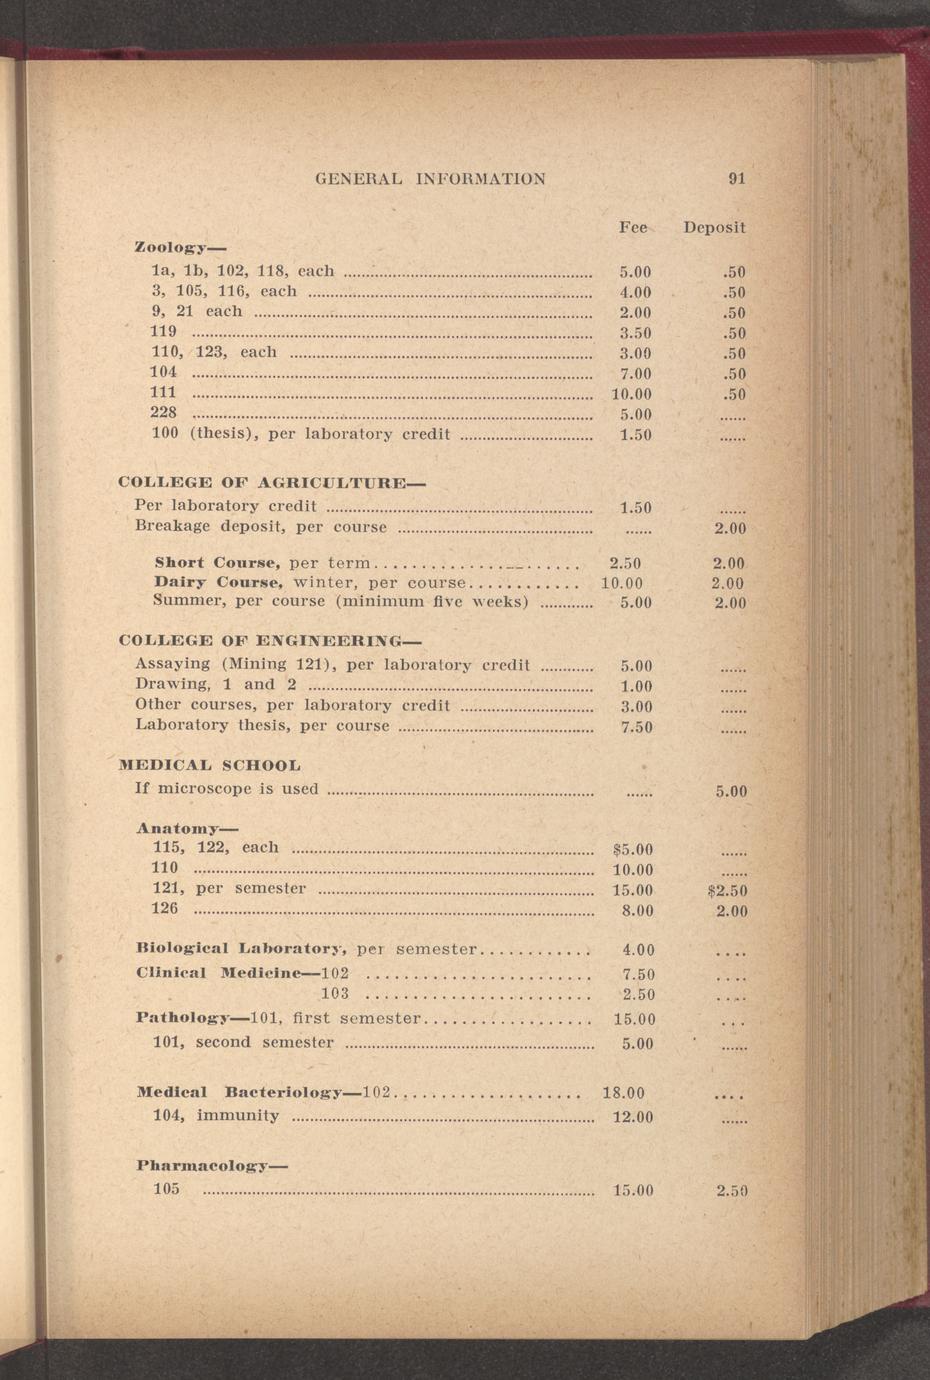 GENERAL INFORMATION 91
Fee Deposit
Zoology—
1a, 1b, 102, 118, each ........ 5.00 .50
3, 105, 116, each ........ 4.00 .50
9, 21 each ........ 2.00 .50
119 ........ 3.50 .50
110, 123, each ........ 3.00 .50
104 ........ 7.00 .50
111 ........ 10.00 .50
228 ........ 5.00 ......
100 (thesis), per laboratory credit ........ 1.50 ......
COLLEGE OF AGRICULTURE—
Per laboratory credit ........ 1.50 ......
Breakage deposit, per course ........ ...... 2.00
Short Course, per term........ 2.50 2.00
Dairy Course, winter, per course........ 10.00 2.00
Summer, per course (minimum five weeks) ........ 5.00 2.00
COLLEGE OF ENGINEERING—
Assaying (Mining 121), per laboratory credit ........ 5.00 ......
Drawing, 1 and 2 ........ 1.00 ......
Other courses, per laboratory credit ........ 3.00 ......
Laboratory thesis, per course ........ 7.50 ......
MEDICAL SCHOOL
If microscope is used ........ ...... 5.00
Anatomy—
115, 122, each ........ $5.00 ......
110 ........ 10.00 ......
121, per semester ........ 15.00 $2.50
126 ........ 8.00 2.00
Biological Laboratory, per semester........ 4.00 ....
Clinical Medicine—102 ........ 7.50 ....
103 ........ 2.50 ....
Pathology—101, first semester........ 15.00 ...
101, second semester ........ 5.00 ......
Medical Bacteriology—102........ 18.00 ....
104, immunity ........ 12.00 ......
Pharmacology—
105 ........ 15.00 2.50